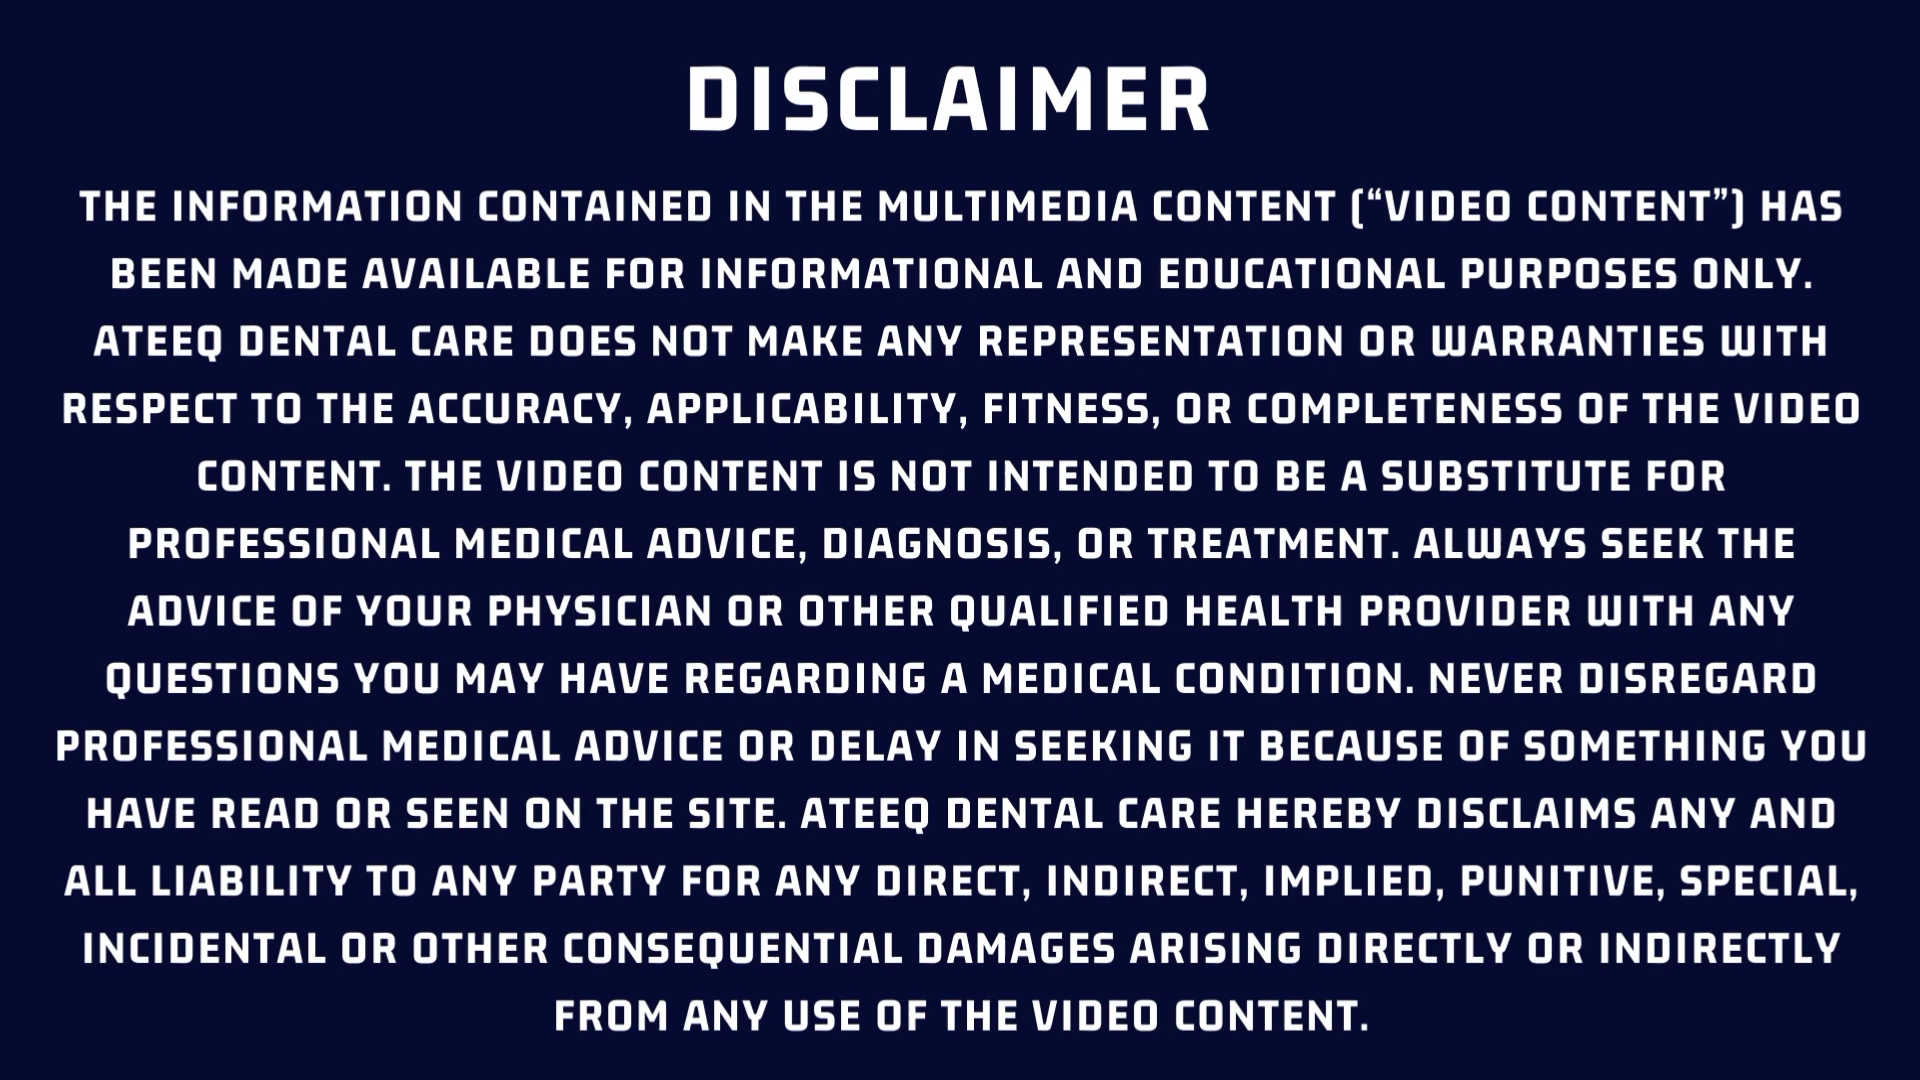 DISCLAIMER
THE INFORMATION CONTAINED IN THE MULTIMEDIA CONTENT (“VIDEO CONTENT”) HAS
BEEN MADE AVAILABLE FOR INFORMATIONAL AND EDUCATIONAL PURPOSES ONLY.
ATEEQ DENTAL CARE DOES NOT MAKE ANY REPRESENTATION OR WARRANTIES WITH
RESPECT TO THE ACCURACY, APPLICABILITY, FITNESS, OR COMPLETENESS OF THE VIDEO
CONTENT. THE VIDEO CONTENT IS NOT INTENDED TO BE A SUBSTITUTE FOR
PROFESSIONAL MEDICAL ADVICE, DIAGNOSIS, OR TREATMENT. ALWAYS SEEK THE
ADVICE OF YOUR PHYSICIAN OR OTHER QUALIFIED HEALTH PROVIDER WITH ANY
QUESTIONS YOU MAY HAVE REGARDING A MEDICAL CONDITION. NEVER DISREGARD
PROFESSIONAL MEDICAL ADVICE OR DELAY IN SEEKING IT BECAUSE OF SOMETHING YOU
HAVE READ OR SEEN ON THE SITE. ATEEQ DENTAL CARE HEREBY DISCLAIMS ANY AND
ALL LIABILITY TO ANY PARTY FOR ANY DIRECT, INDIRECT, IMPLIED, PUNITIVE, SPECIAL,
INCIDENTAL OR OTHER CONSEQUENTIAL DAMAGES ARISING DIRECTLY OR INDIRECTLY
FROM ANY USE OF THE VIDEO CONTENT.